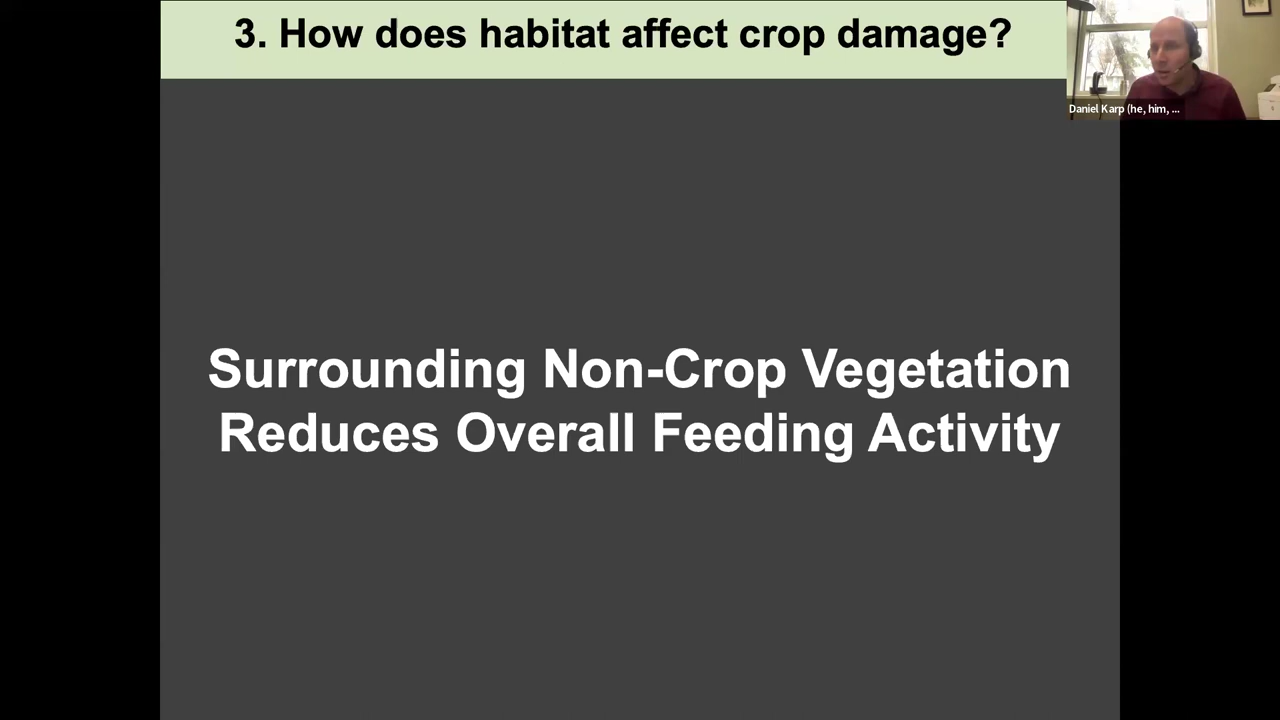 3. How does habitat affect crop damage?
Daniel Karp (he, him, ...
Surrounding Non-Crop Vegetation
Reduces Overall Feeding Activity